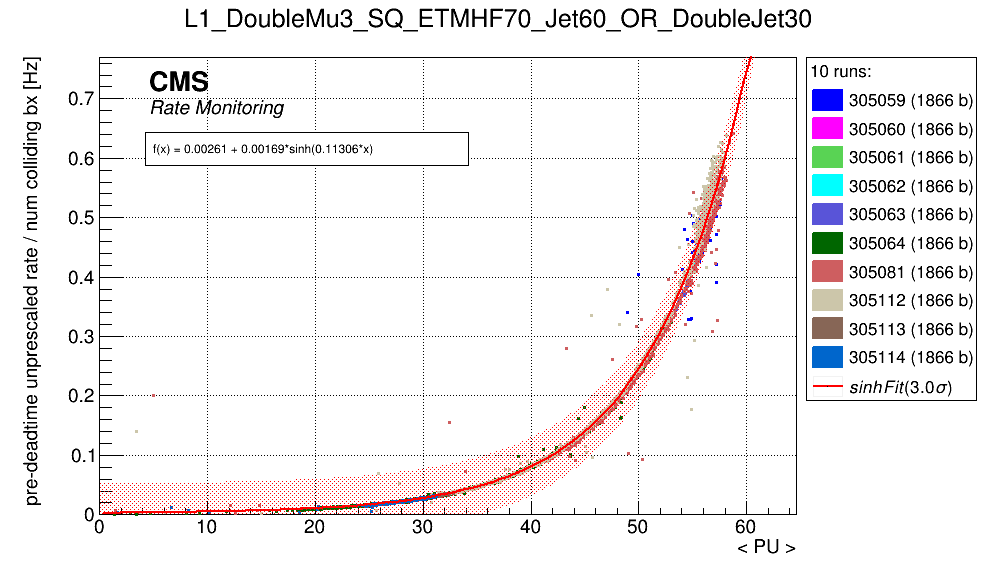 L1_DoubleMu3_SQ_ETMHF70_Jet60_OR_DoubleJet30
pre-deadtime unprescaled rate / num colliding bx [Hz]
CMS
Rate Monitoring
f(x) = 0.00261 + 0.00169*sinh(0.11306*x)
0.7
0.6
0.5
0.4
0.3
0.2
0.1
0
0 10 20 30 40 50 60
< PU >
10 runs:
305059 (1866 b)
305060 (1866 b)
305061 (1866 b)
305062 (1866 b)
305063 (1866 b)
305064 (1866 b)
305081 (1866 b)
305112 (1866 b)
305113 (1866 b)
305114 (1866 b)
sinhFit(3.0σ)